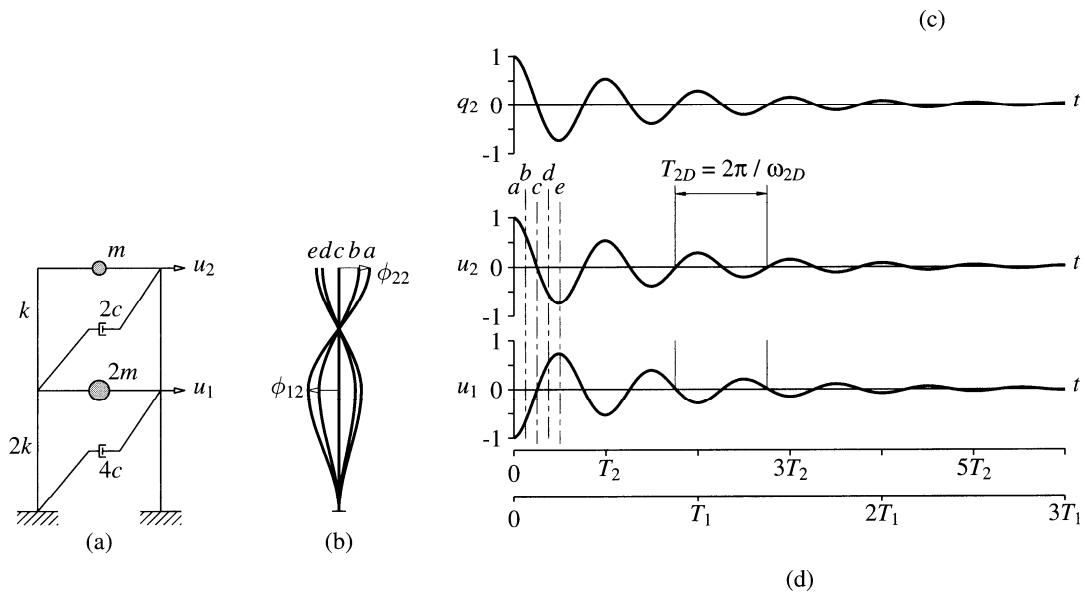 (c)
1
q₂ 0
-1
t
a b c d e
T₂D = 2π / ω₂D
1
u₂ 0
-1
t
1
u₁ 0
-1
t
0 T₂ 3T₂ 5T₂
0 T₁ 2T₁ 3T₁
(d)
m
u₂
k
2c
2m
u₁
2k
4c
(a)
e d c b a
ϕ₂₂
ϕ₁₂
(b)